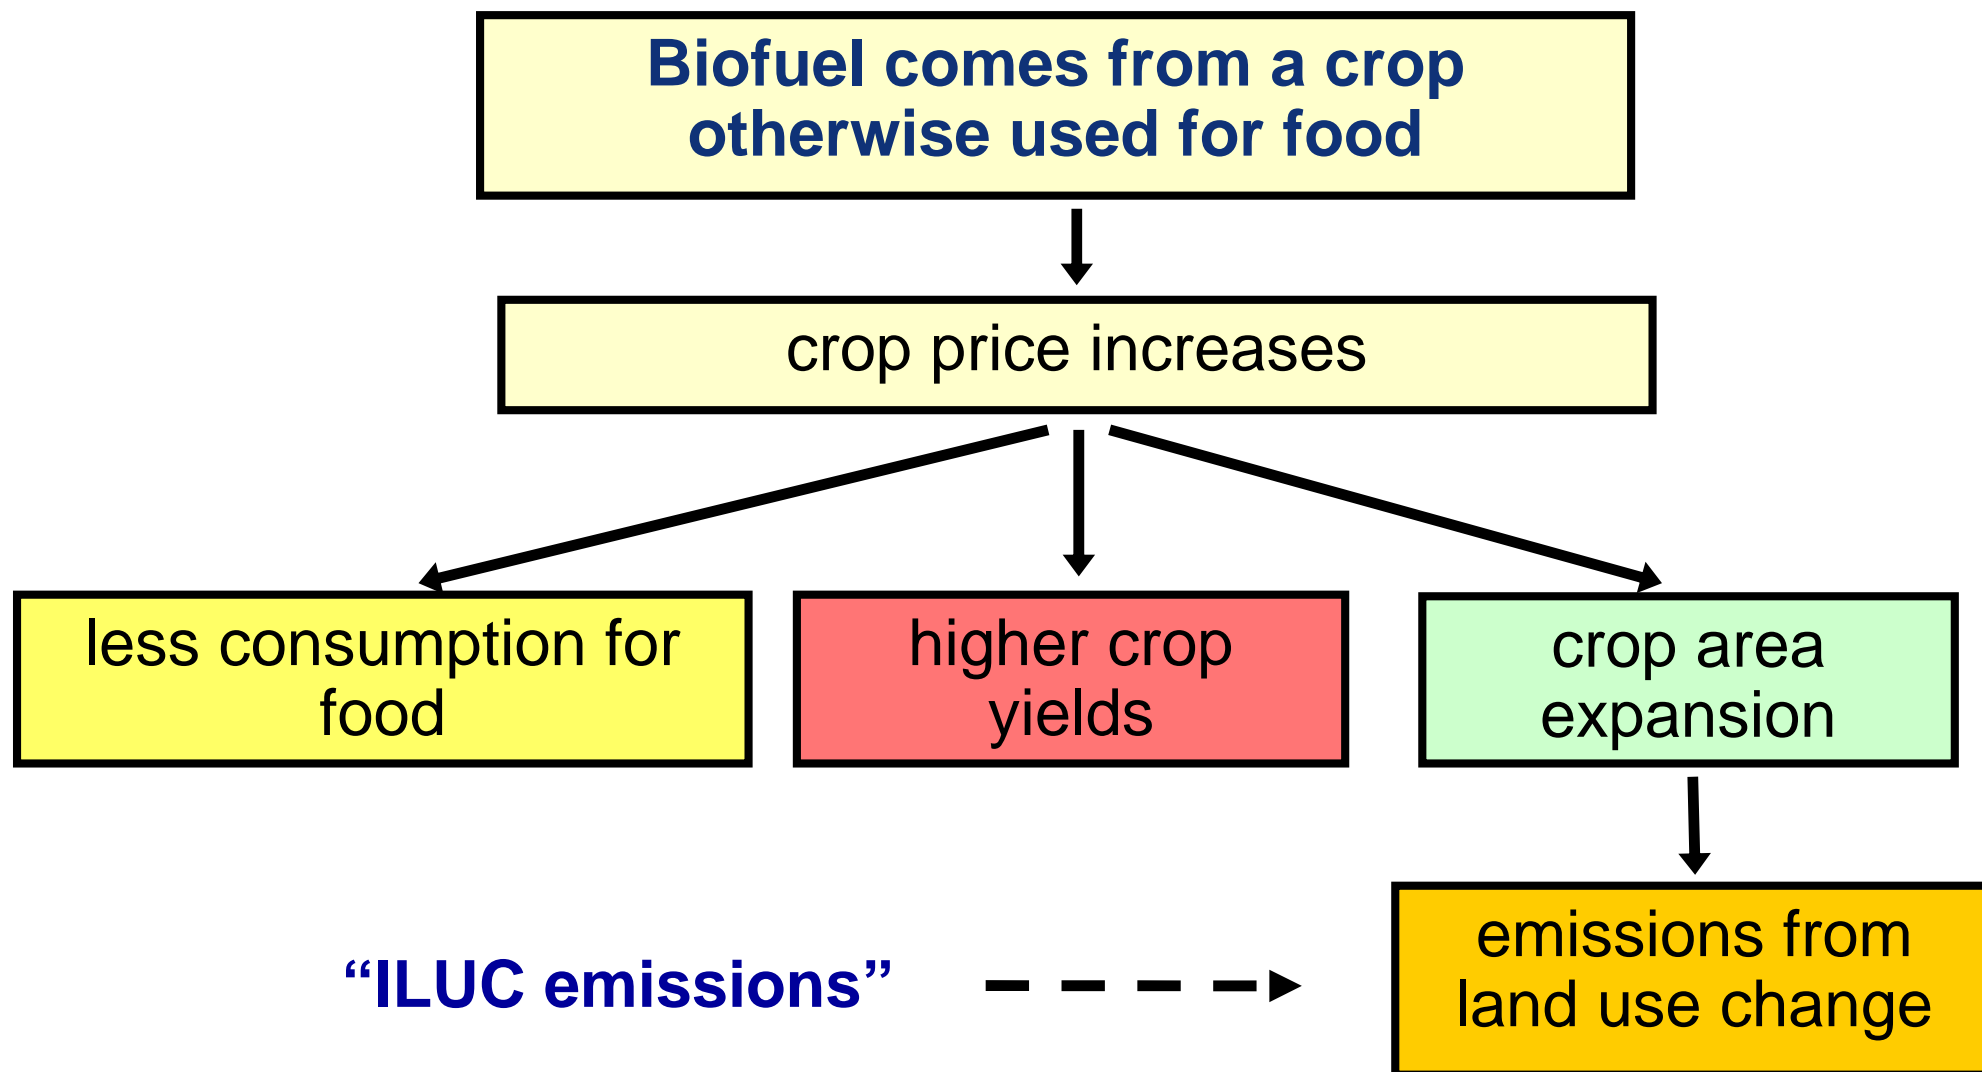 Biofuel comes from a crop
otherwise used for food
crop price increases
less consumption for
food
higher crop
yields
crop area
expansion
emissions from
land use change
“ILUC emissions”